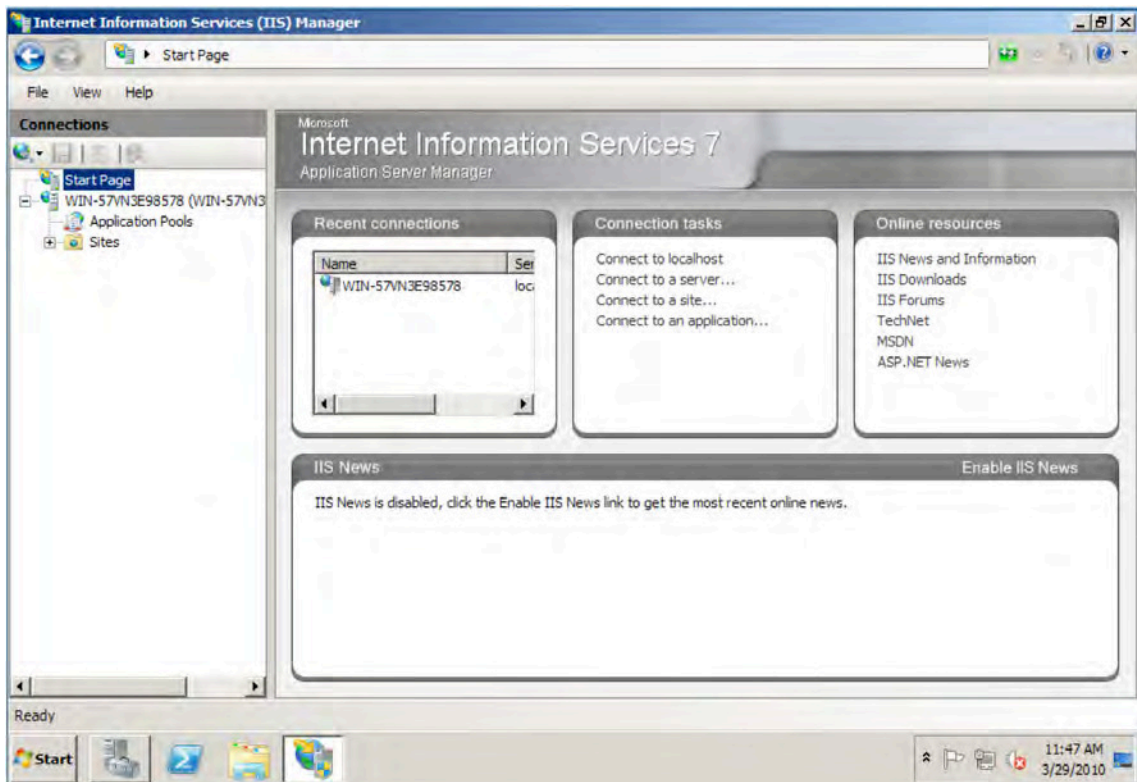 Internet Information Services (IIS) Manager
Start Page
File View Help
Connections
Start Page
WIN-57VN3E98578 (WIN-57VN3
Application Pools
Sites
Microsoft
Internet Information Services 7
Application Server Manager
Recent connections
Name Ser
WIN-57VN3E98578 loca
Connection tasks
Connect to localhost
Connect to a server...
Connect to a site...
Connect to an application...
Online resources
IIS News and Information
IIS Downloads
IIS Forums
TechNet
MSDN
ASP.NET News
IIS News Enable IIS News
IIS News is disabled, click the Enable IIS News link to get the most recent online news.
Ready
Start
11:47 AM
3/29/2010